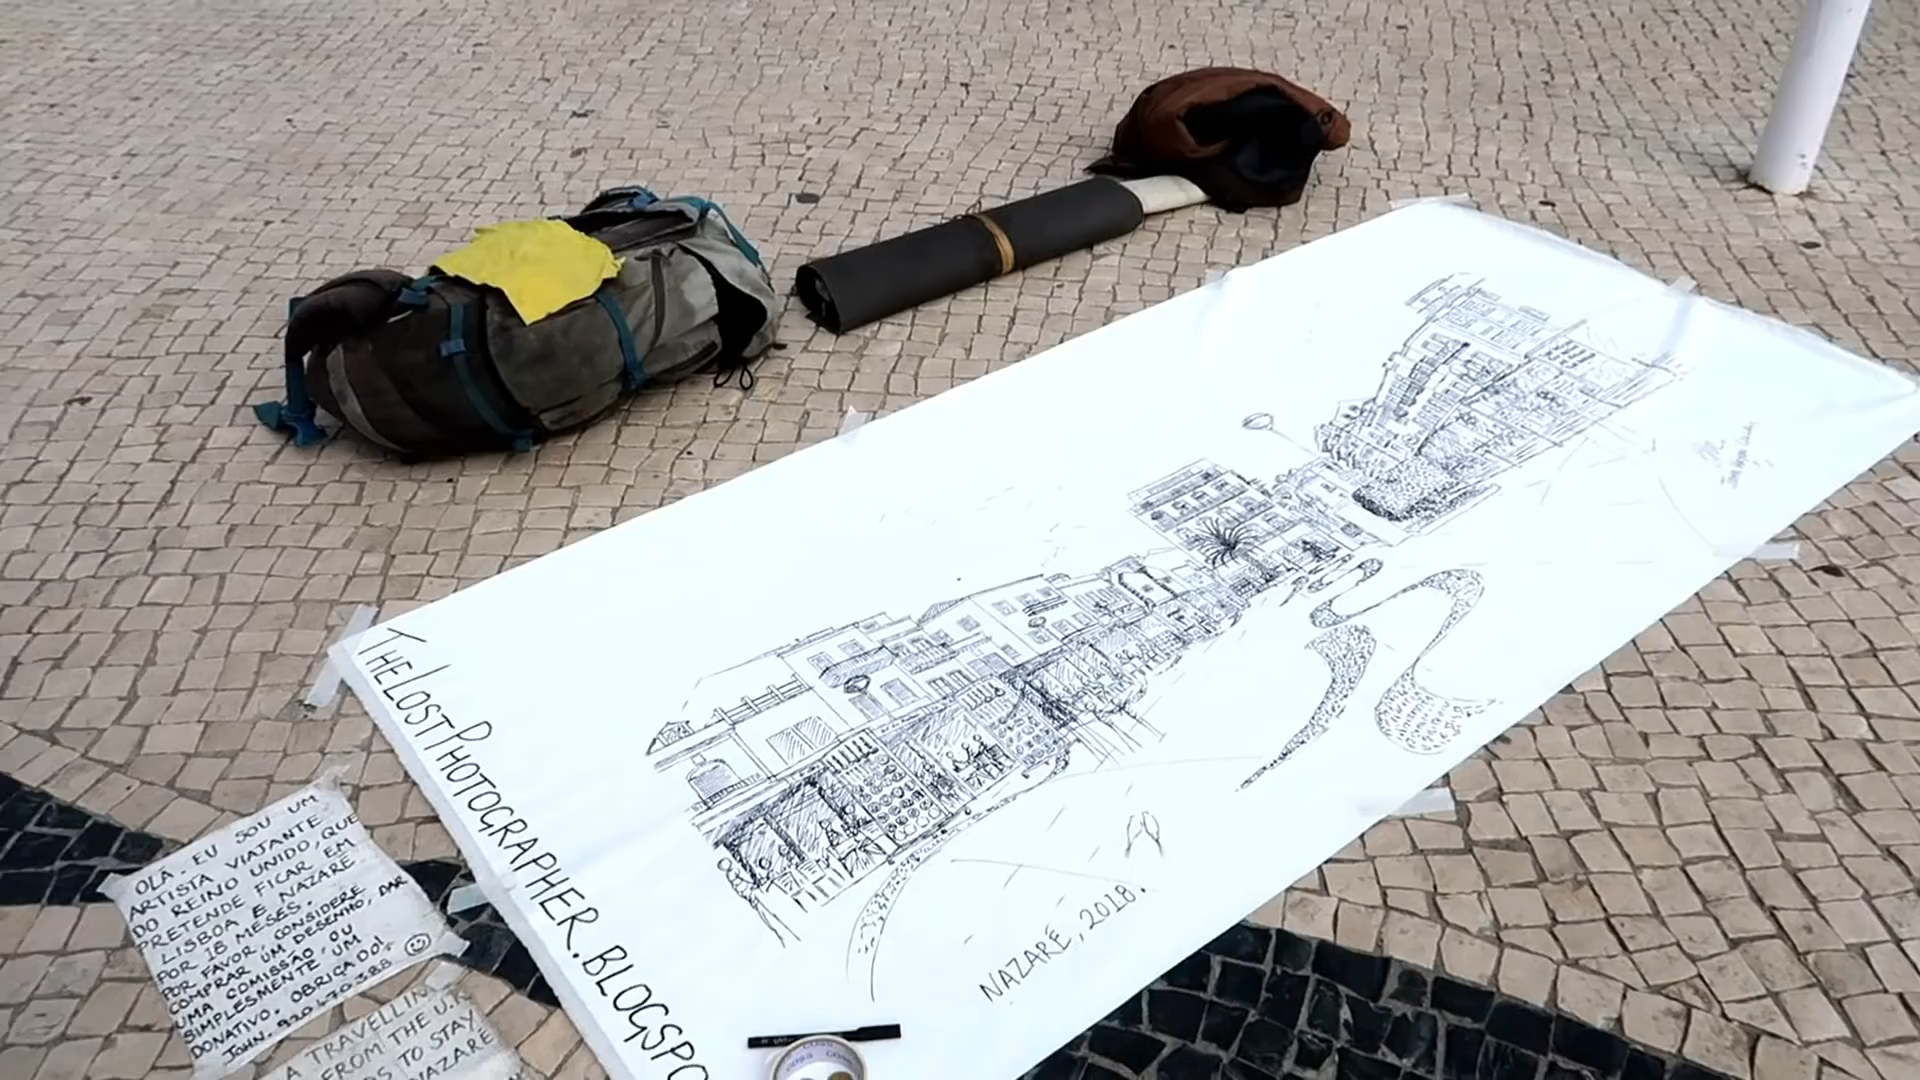 THELOSTPHOTOGRAPHER.BLOGSPO
NAZARÉ, 2018.
OLÁ. EU SOU UM
ARTISTA VIAJANTE
DO REINO UNIDO, QUE
PRETENDE FICAR EM
LISBOA E NAZARÉ
POR 18 MESES.
POR FAVOR, CONSIDERE
COMPRAR UM DESENHO, DAR
UMA COMISSÃO, OU
SIMPLESMENTE UM
DONATIVO. OBRIGADO!
JOHN.
A TRAVELLIN
FROM THE U.K
TO STAY
NAZARE